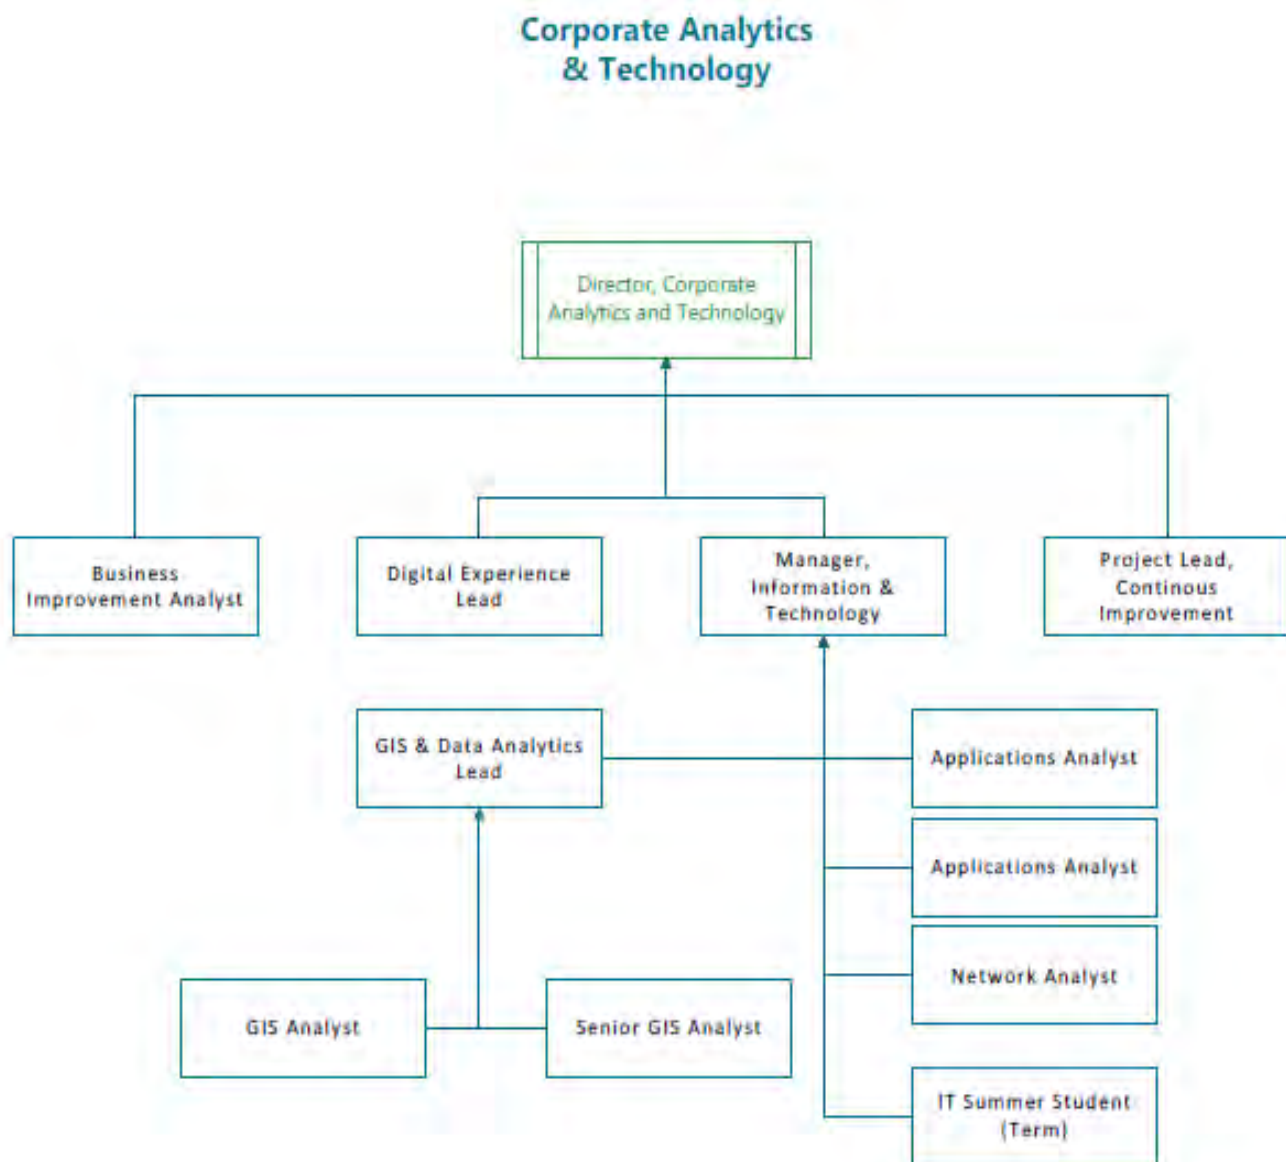 Corporate Analytics
& Technology
Director, Corporate
Analytics and Technology
Business
Improvement Analyst
Digital Experience
Lead
Manager,
Information &
Technology
Project Lead,
Continous
Improvement
GIS & Data Analytics
Lead
Applications Analyst
Applications Analyst
Network Analyst
GIS Analyst
Senior GIS Analyst
IT Summer Student
(Term)